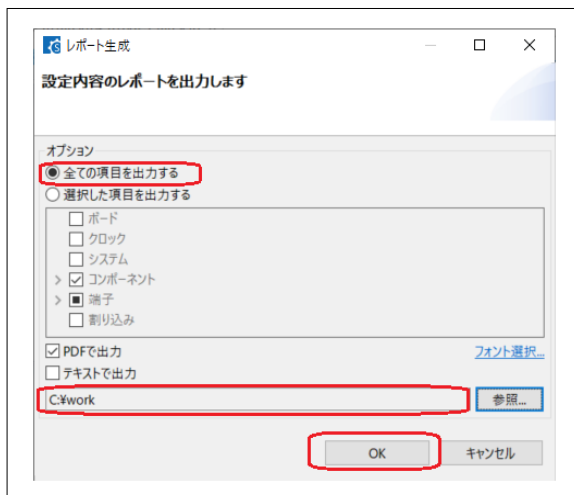 レポート生成
設定内容のレポートを出力します
オプション
全ての項目を出力する
選択した項目を出力する
ボード
クロック
システム
コンポーネント
端子
割り込み
PDFで出力
フォント選択...
テキストで出力
C:¥work
参照...
OK
キャンセル